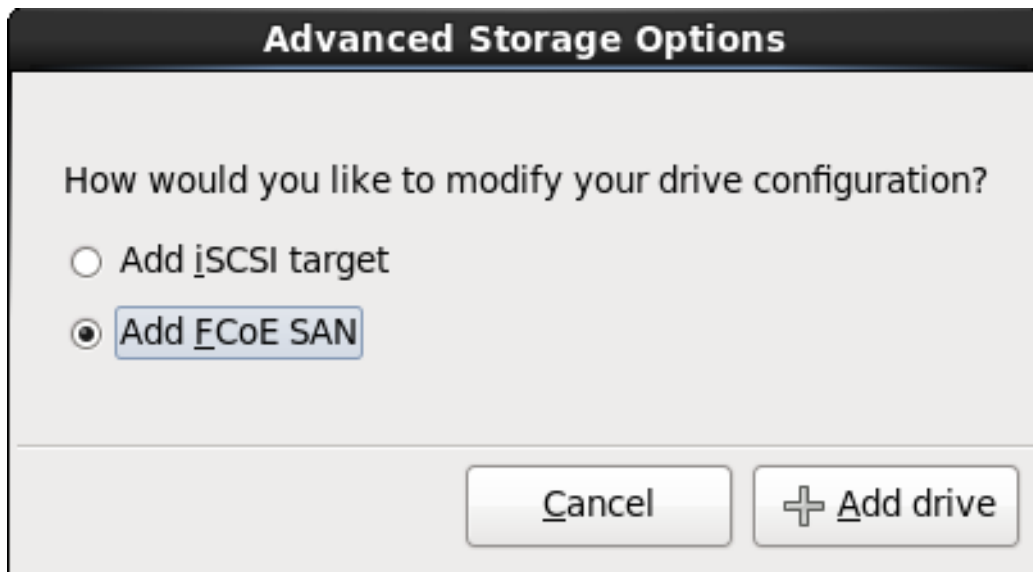 Advanced Storage Options
How would you like to modify your drive configuration?
Add iSCSI target
Add FCoE SAN
Cancel
Add drive